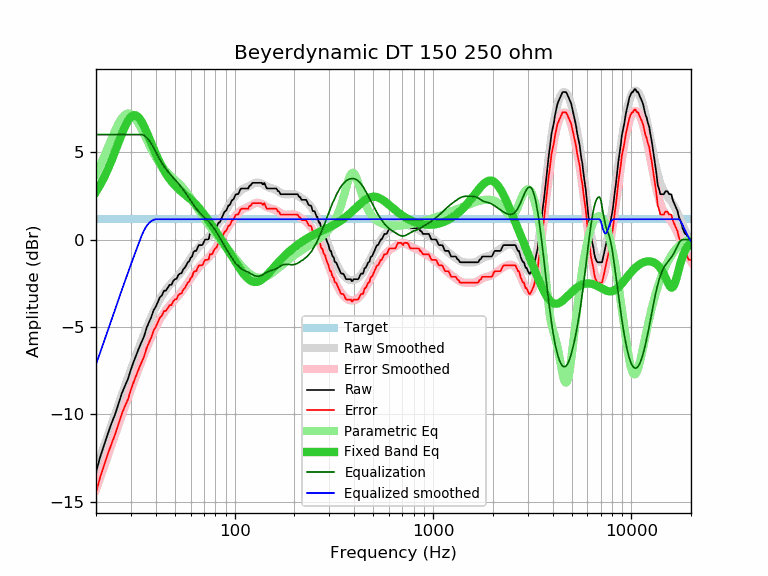 Beyerdynamic DT 150 250 ohm
Amplitude (dBr)
5
0
−5
−10
−15
Target
Raw Smoothed
Error Smoothed
Raw
Error
Parametric Eq
Fixed Band Eq
Equalization
Equalized smoothed
100
1000
10000
Frequency (Hz)